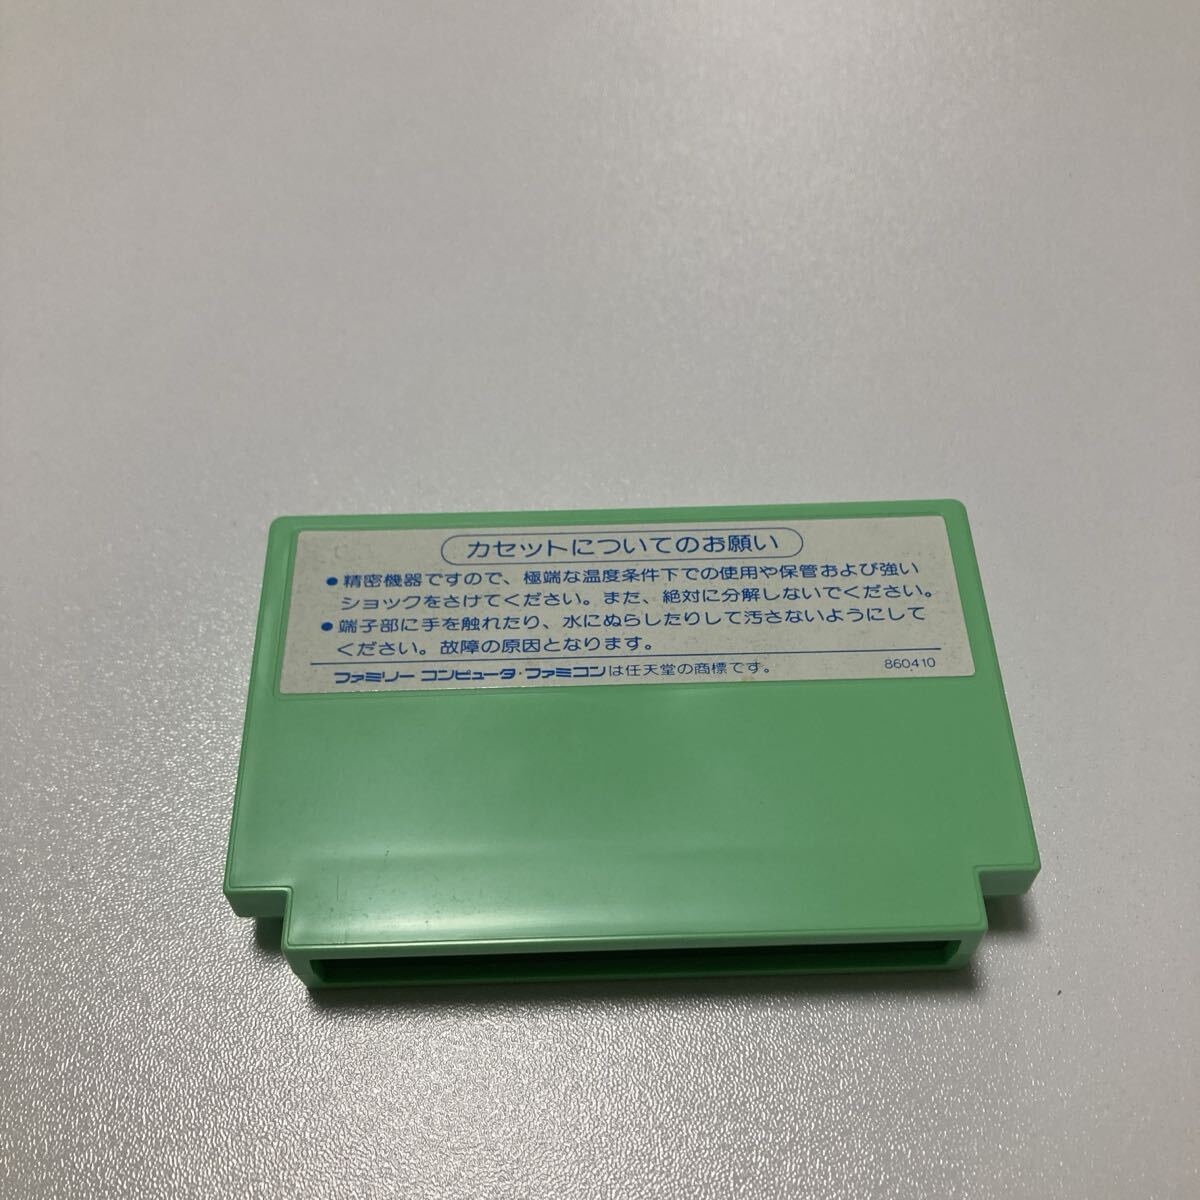 カセットについてのお願い
●精密機器ですので、極端な温度条件下での使用や保管および強い
ショックをさけてください。また、絶対に分解しないでください。
●端子部に手を触れたり、水にぬらしたりして汚さないようにして
ください。故障の原因となります。
ファミリー コンピュータ・ファミコンは任天堂の商標です。 860410